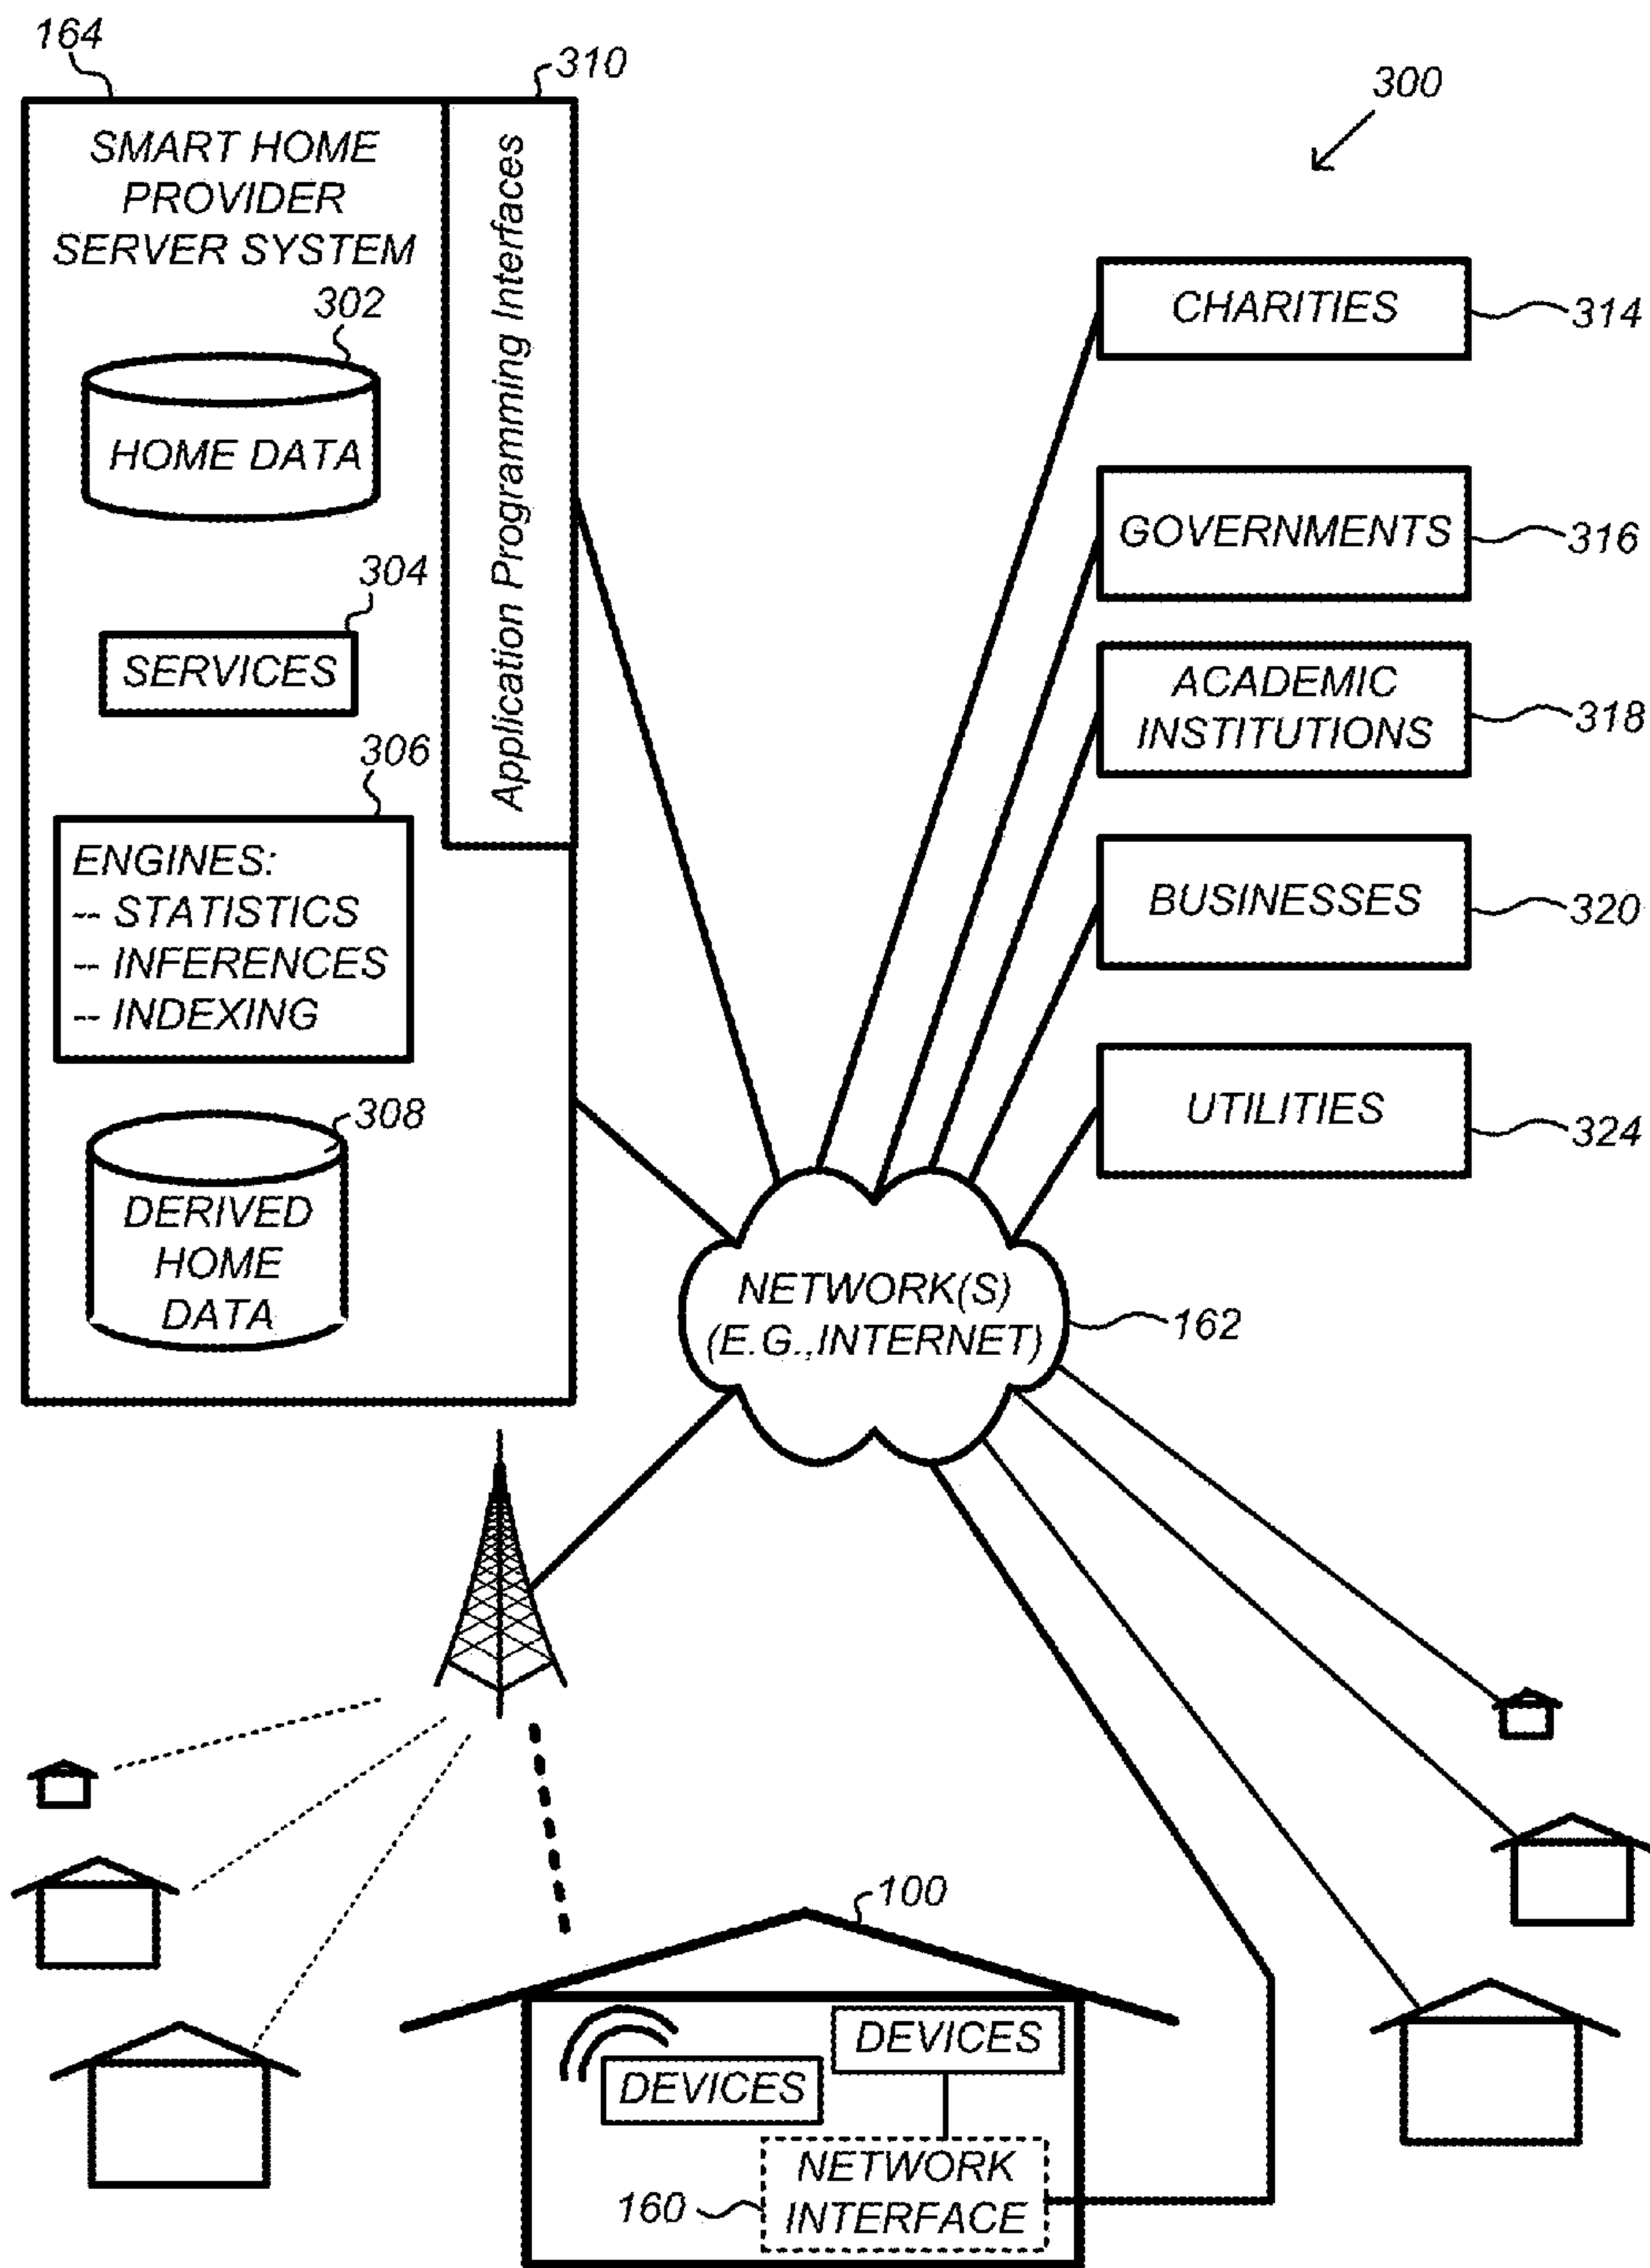 164
310
300
SMART HOME
PROVIDER
SERVER SYSTEM
Application Programming Interfaces
302
HOME DATA
304
SERVICES
306
ENGINES:
-- STATISTICS
-- INFERENCES
-- INDEXING
308
DERIVED
HOME
DATA
CHARITIES
314
GOVERNMENTS
316
ACADEMIC
INSTITUTIONS
318
BUSINESSES
320
UTILITIES
324
NETWORK(S)
(E.G.,INTERNET)
162
100
DEVICES
DEVICES
NETWORK
INTERFACE
160